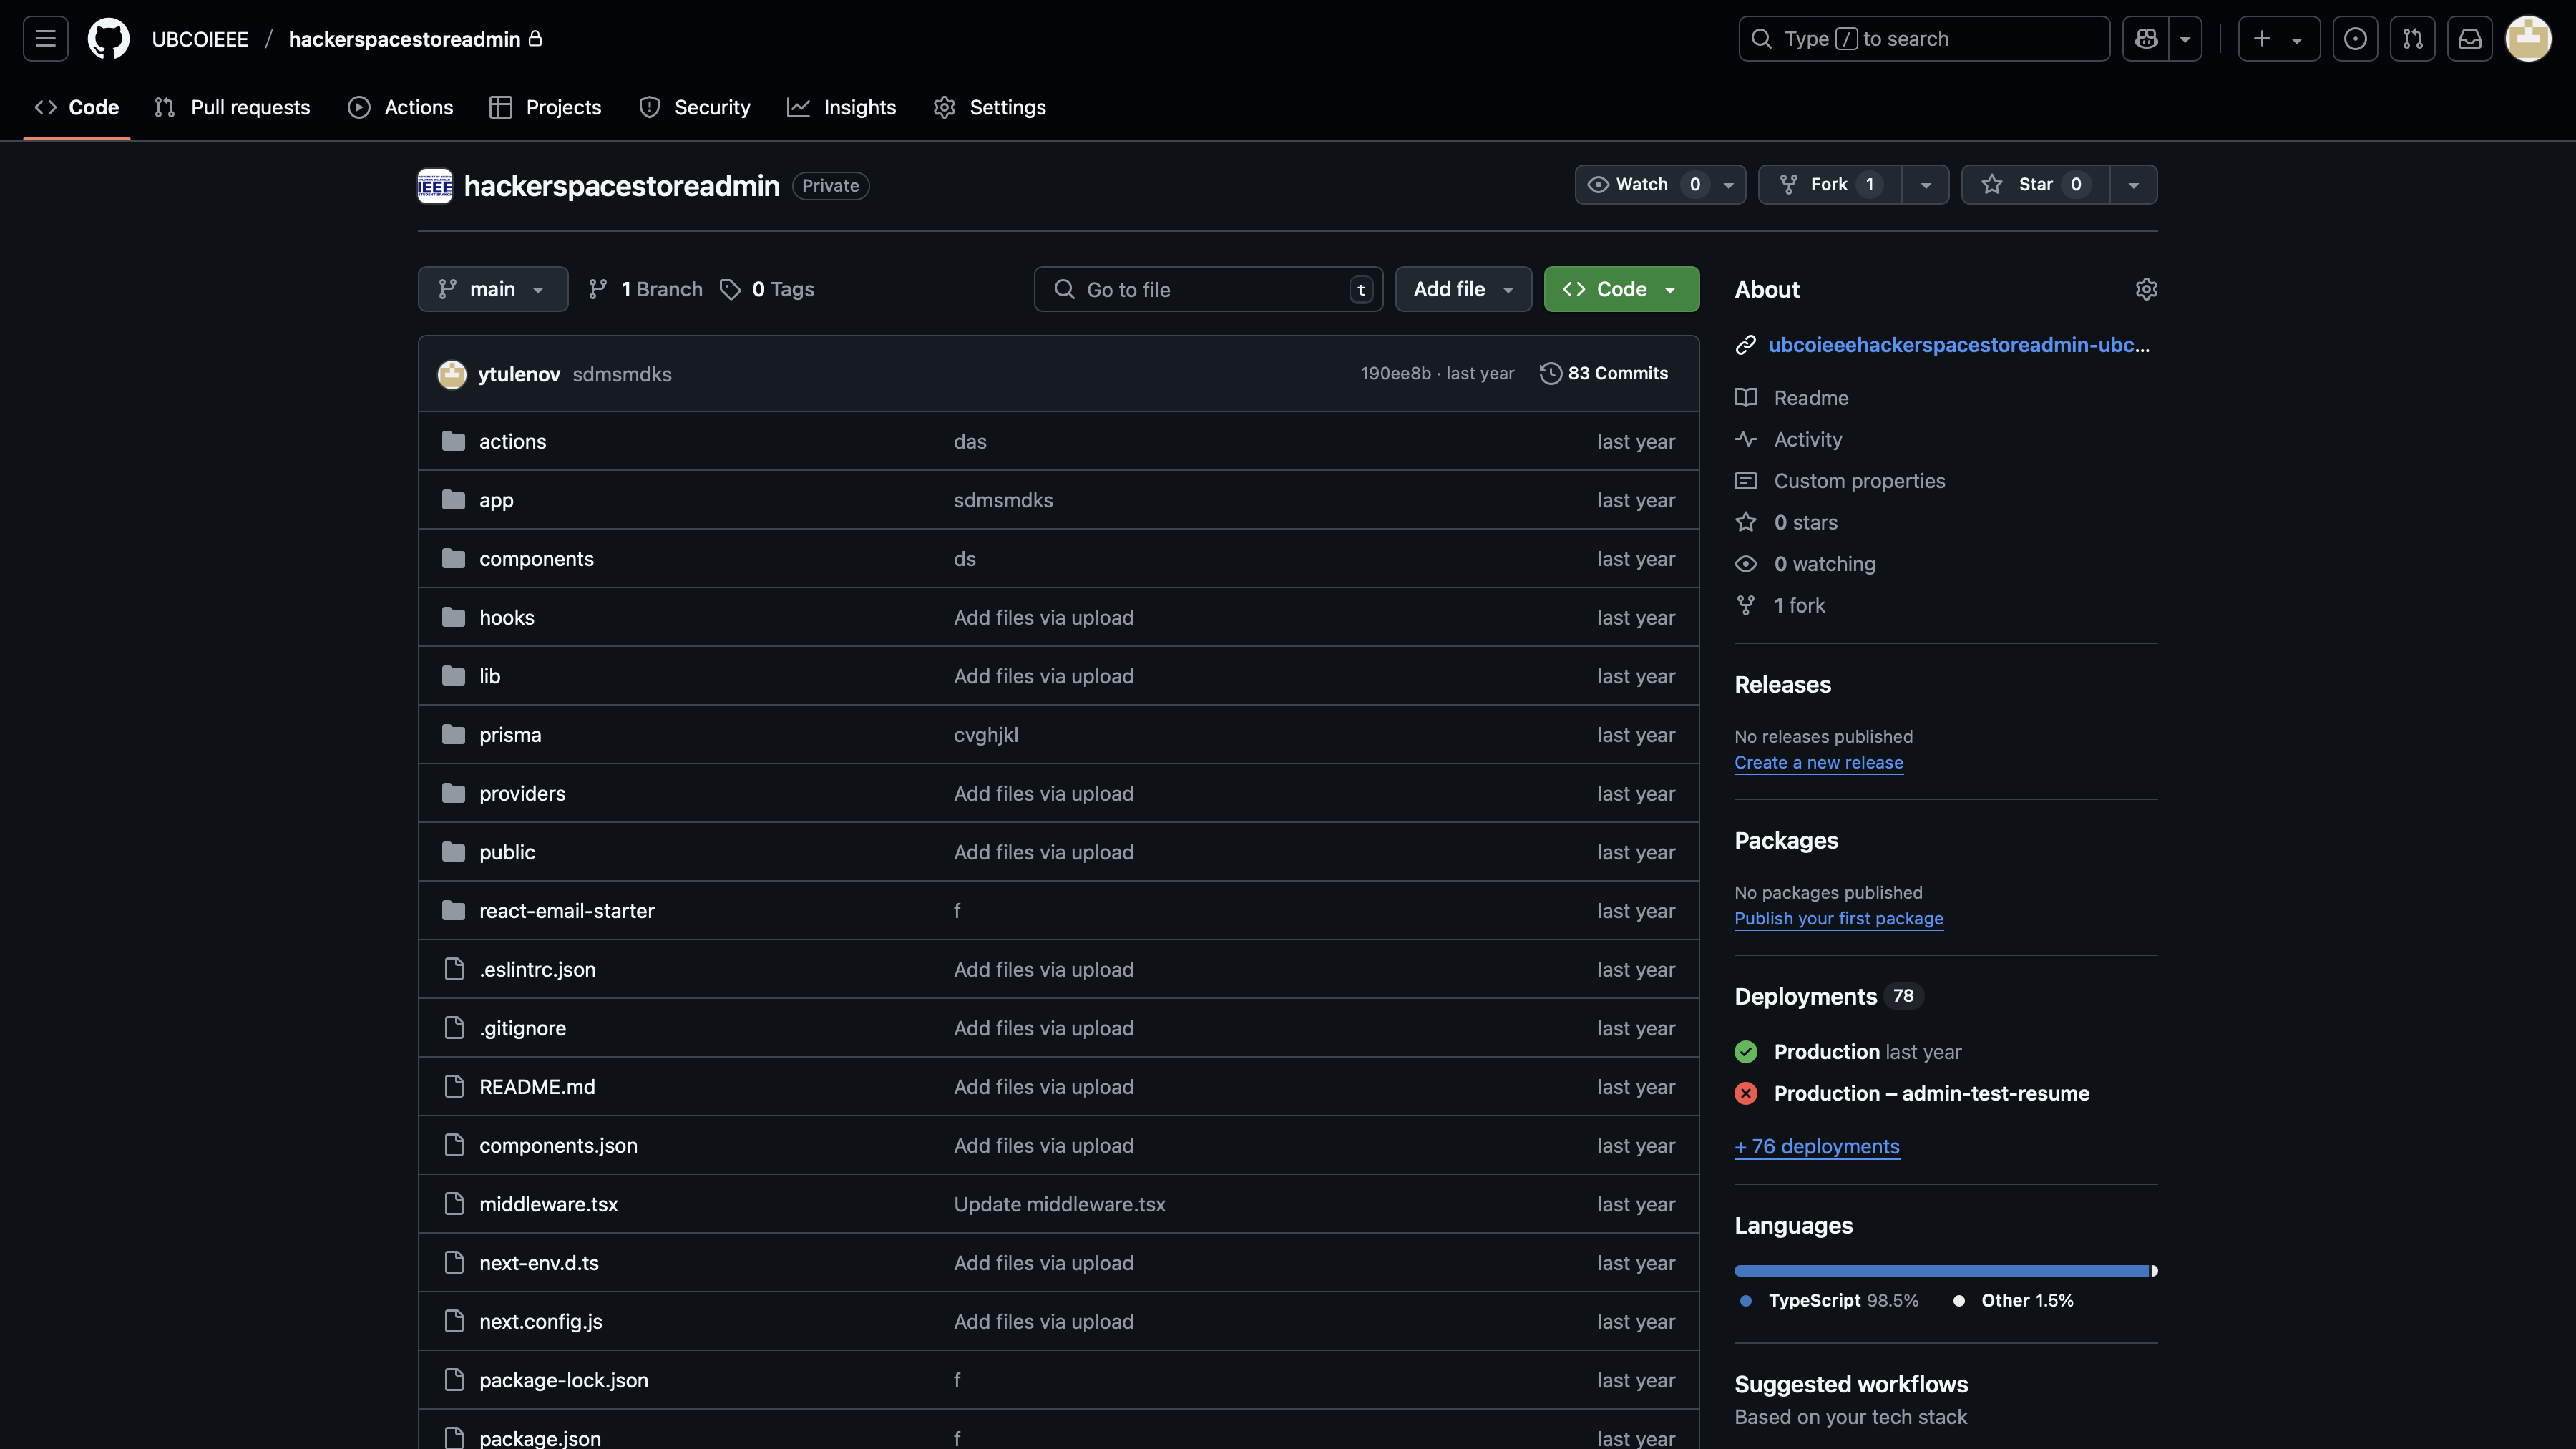 UBCOIEEE / hackerspacestoreadmin
Type / to search
Code
Pull requests
Actions
Projects
Security
Insights
Settings
IEEE
hackerspacestoreadmin
Private
Watch 0
Fork 1
Star 0
main
1 Branch
0 Tags
Go to file
t
Add file
Code
ytulenov sdmsmdks 190ee8b · last year 83 Commits
actions das last year
app sdmsmdks last year
components ds last year
hooks Add files via upload last year
lib Add files via upload last year
prisma cvghjkl last year
providers Add files via upload last year
public Add files via upload last year
react-email-starter f last year
.eslintrc.json Add files via upload last year
.gitignore Add files via upload last year
README.md Add files via upload last year
components.json Add files via upload last year
middleware.tsx Update middleware.tsx last year
next-env.d.ts Add files via upload last year
next.config.js Add files via upload last year
package-lock.json f last year
package.json f last year
About
ubcoieeehackerspacestoreadmin-ubc...
Readme
Activity
Custom properties
0 stars
0 watching
1 fork
Releases
No releases published
Create a new release
Packages
No packages published
Publish your first package
Deployments 78
Production last year
Production – admin-test-resume
+ 76 deployments
Languages
TypeScript 98.5%
Other 1.5%
Suggested workflows
Based on your tech stack